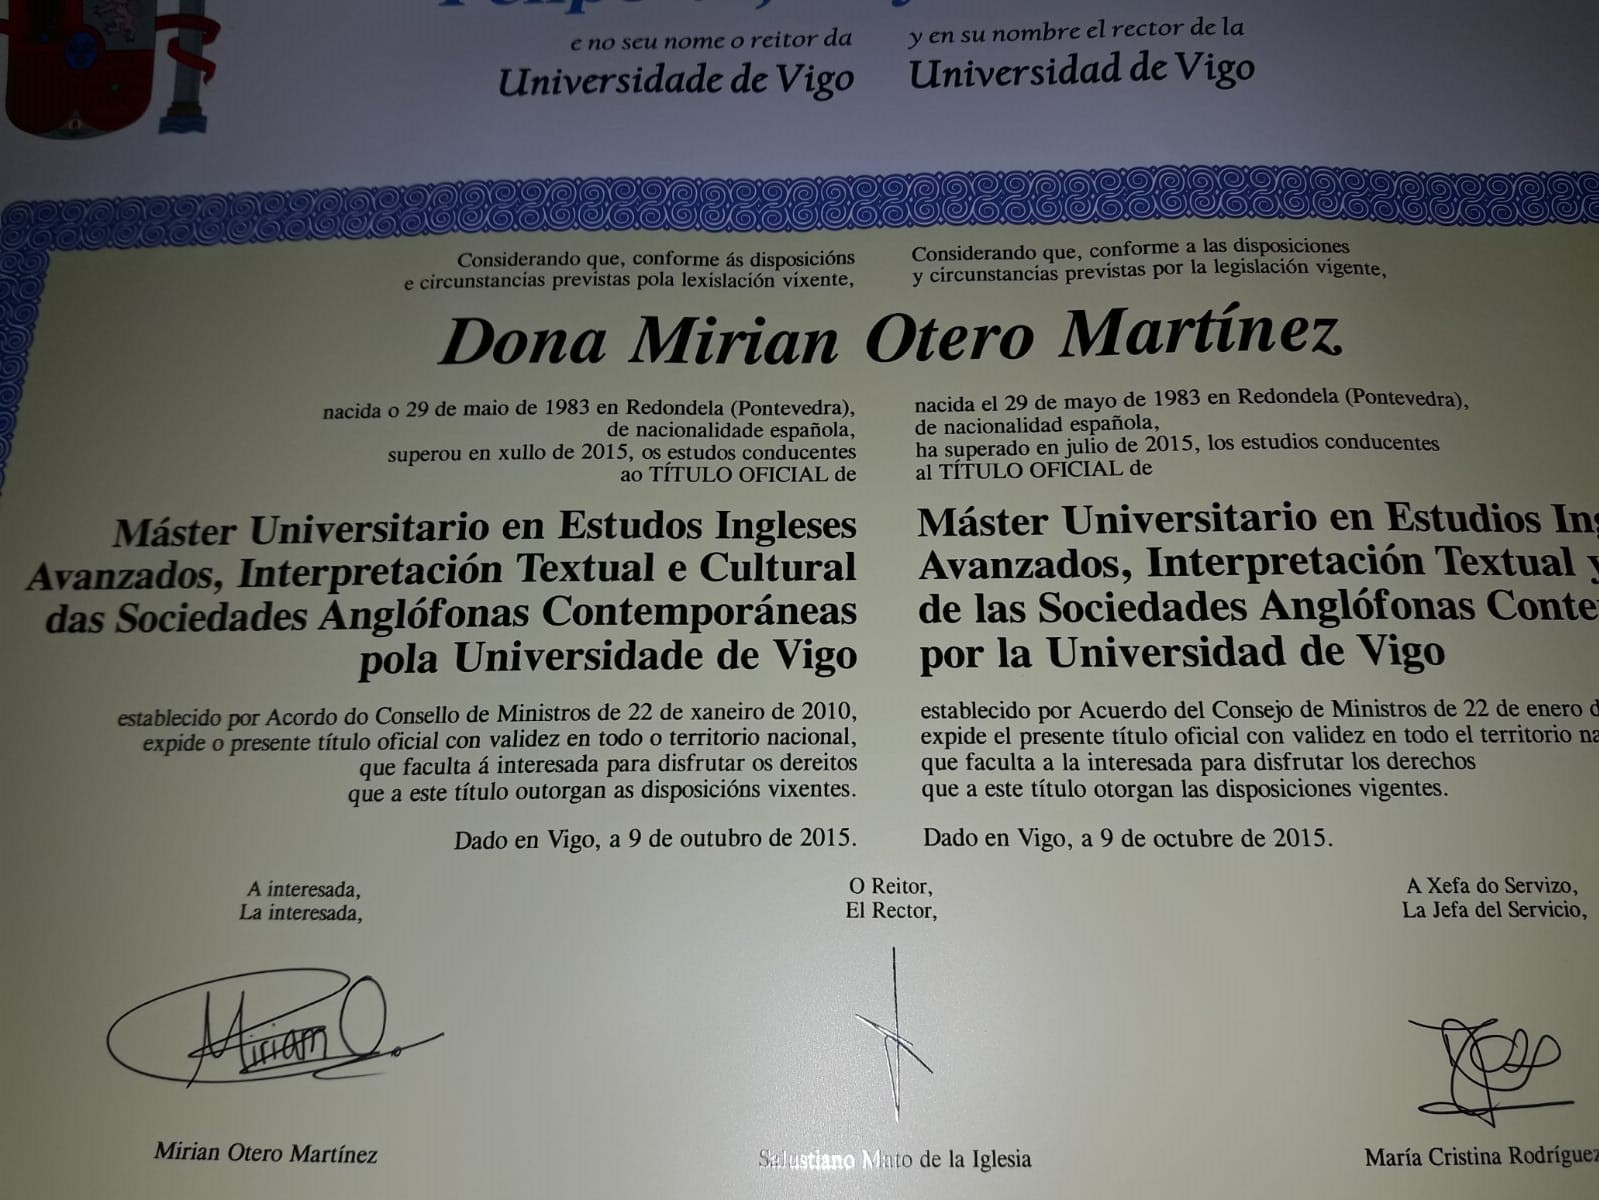 e no seu nome o reitor da
Universidade de Vigo
y en su nombre el rector de la
Universidad de Vigo
Considerando que, conforme ás disposicións
e circunstancias previstas pola lexislación vixente,
Considerando que, conforme a las disposiciones
y circunstancias previstas por la legislación vigente,
Dona Mirian Otero Martínez
nacida o 29 de maio de 1983 en Redondela (Pontevedra),
de nacionalidade española,
superou en xullo de 2015, os estudos conducentes
ao TÍTULO OFICIAL de
nacida el 29 de mayo de 1983 en Redondela (Pontevedra),
de nacionalidad española,
ha superado en julio de 2015, los estudios conducentes
al TÍTULO OFICIAL de
Máster Universitario en Estudos Ingleses
Avanzados, Interpretación Textual e Cultural
das Sociedades Anglófonas Contemporáneas
pola Universidade de Vigo
Máster Universitario en Estudios Ing
Avanzados, Interpretación Textual y
de las Sociedades Anglófonas Conte
por la Universidad de Vigo
establecido por Acordo do Consello de Ministros de 22 de xaneiro de 2010,
expide o presente título oficial con validez en todo o territorio nacional,
que faculta á interesada para disfrutar os dereitos
que a este título outorgan as disposicións vixentes.
establecido por Acuerdo del Consejo de Ministros de 22 de enero d
expide el presente título oficial con validez en todo el territorio na
que faculta a la interesada para disfrutar los derechos
que a este título otorgan las disposiciones vigentes.
Dado en Vigo, a 9 de outubro de 2015.
Dado en Vigo, a 9 de octubre de 2015.
A interesada,
La interesada,
O Reitor,
El Rector,
A Xefa do Servizo,
La Jefa del Servicio,
Miriam O.
Mirian Otero Martínez
Salustiano Mato de la Iglesia
María Cristina Rodríguez